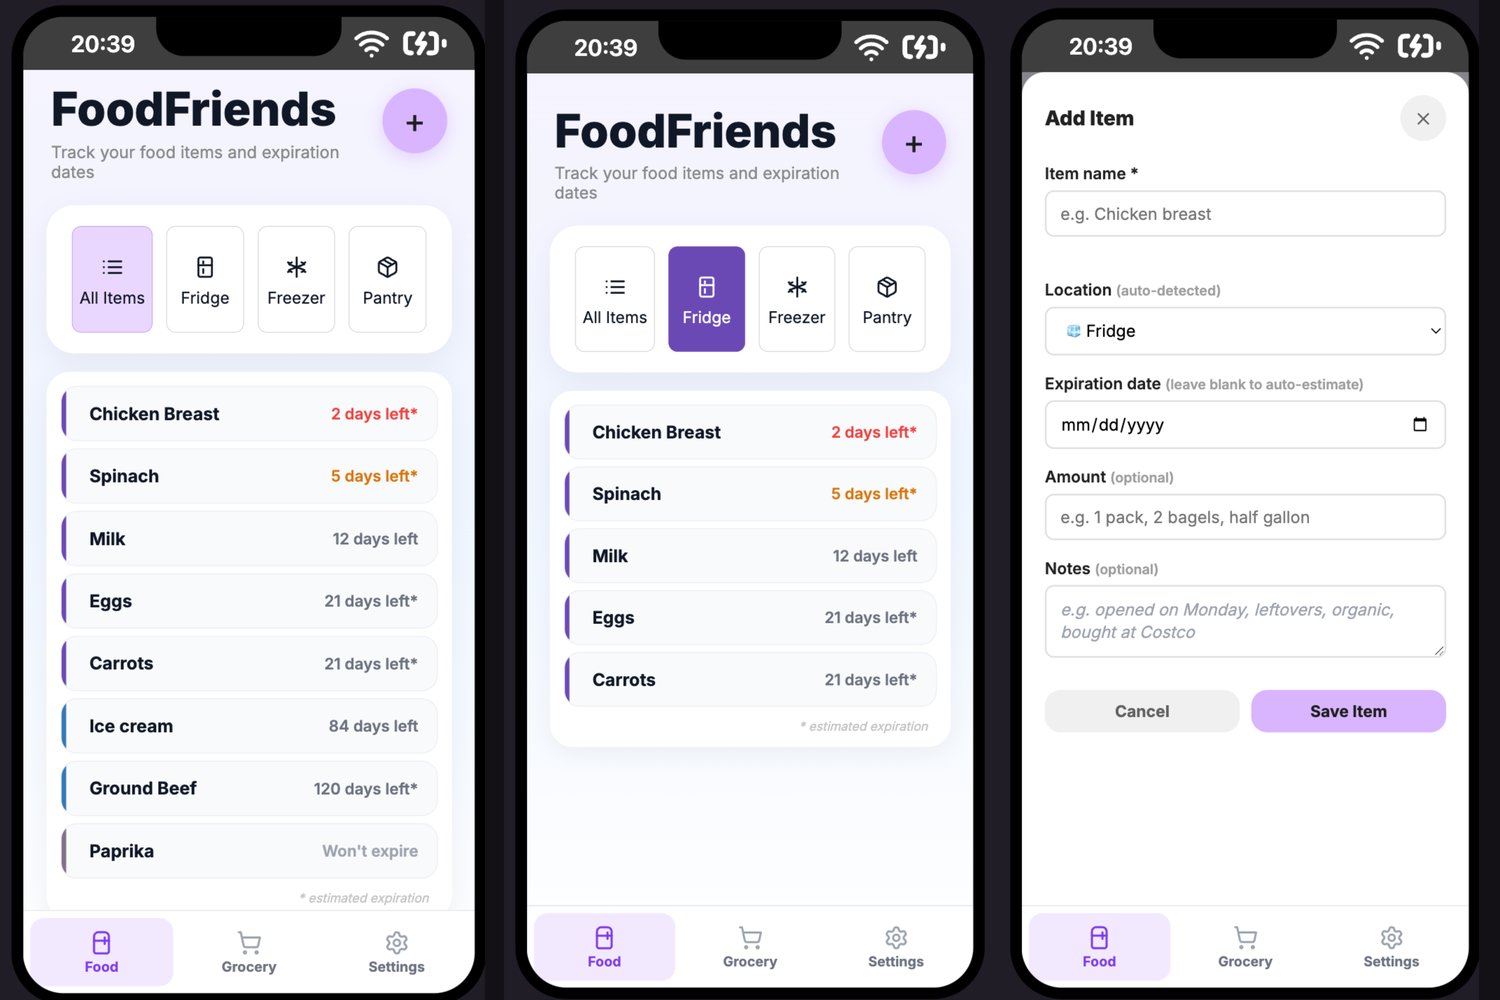 20:39
FoodFriends
+
Track your food items and expiration
dates
All Items
Fridge
Freezer
Pantry
Chicken Breast 2 days left*
Spinach 5 days left*
Milk 12 days left
Eggs 21 days left*
Carrots 21 days left*
Ice cream 84 days left
Ground Beef 120 days left*
Paprika Won't expire
* estimated expiration
Food
Grocery
Settings
20:39
FoodFriends
+
Track your food items and expiration
dates
All Items
Fridge
Freezer
Pantry
Chicken Breast 2 days left*
Spinach 5 days left*
Milk 12 days left
Eggs 21 days left*
Carrots 21 days left*
* estimated expiration
Food
Grocery
Settings
20:39
Add Item
Item name *
e.g. Chicken breast
Location (auto-detected)
Fridge
Expiration date (leave blank to auto-estimate)
mm/dd/yyyy
Amount (optional)
e.g. 1 pack, 2 bagels, half gallon
Notes (optional)
e.g. opened on Monday, leftovers, organic,
bought at Costco
Cancel
Save Item
Food
Grocery
Settings